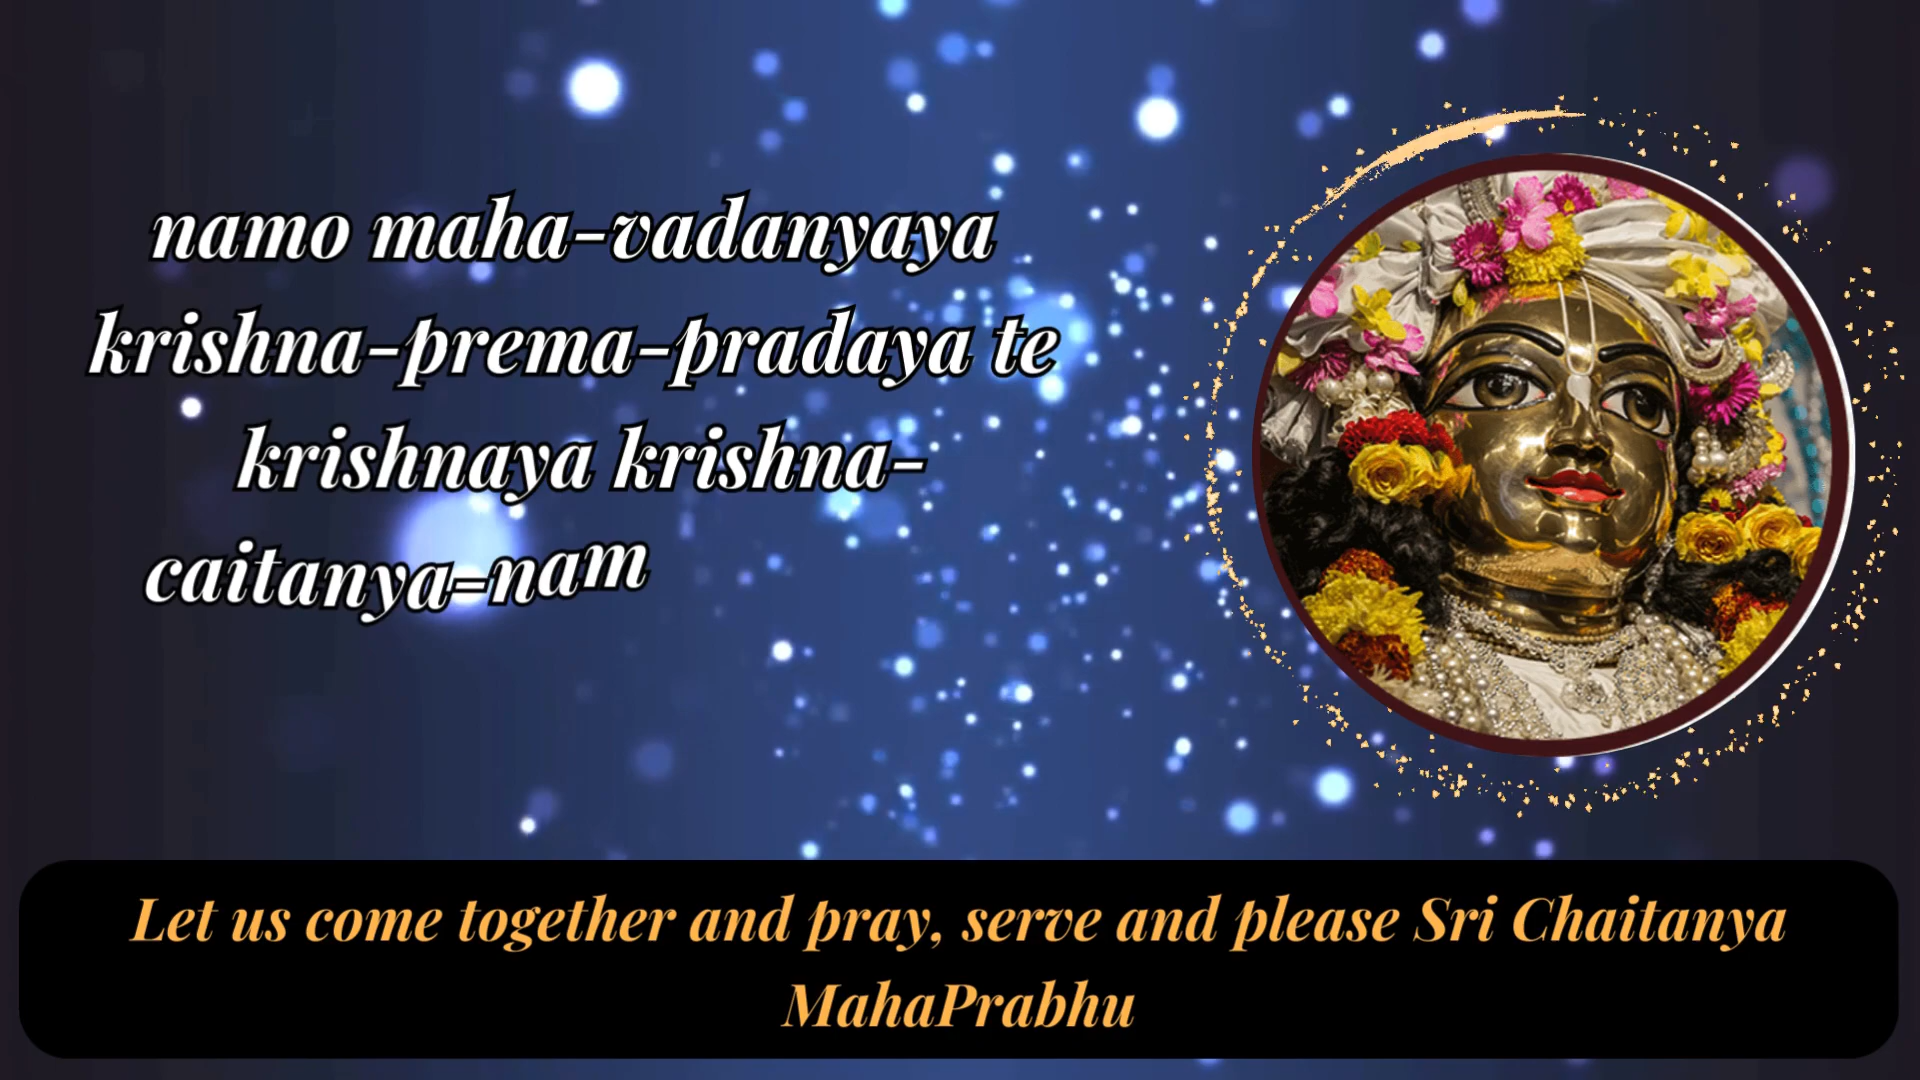 namo maha-vadanyaya
krishna-prema-pradaya te
krishnaya krishna-
caitanya-nam
Let us come together and pray, serve and please Sri Chaitanya
MahaPrabhu